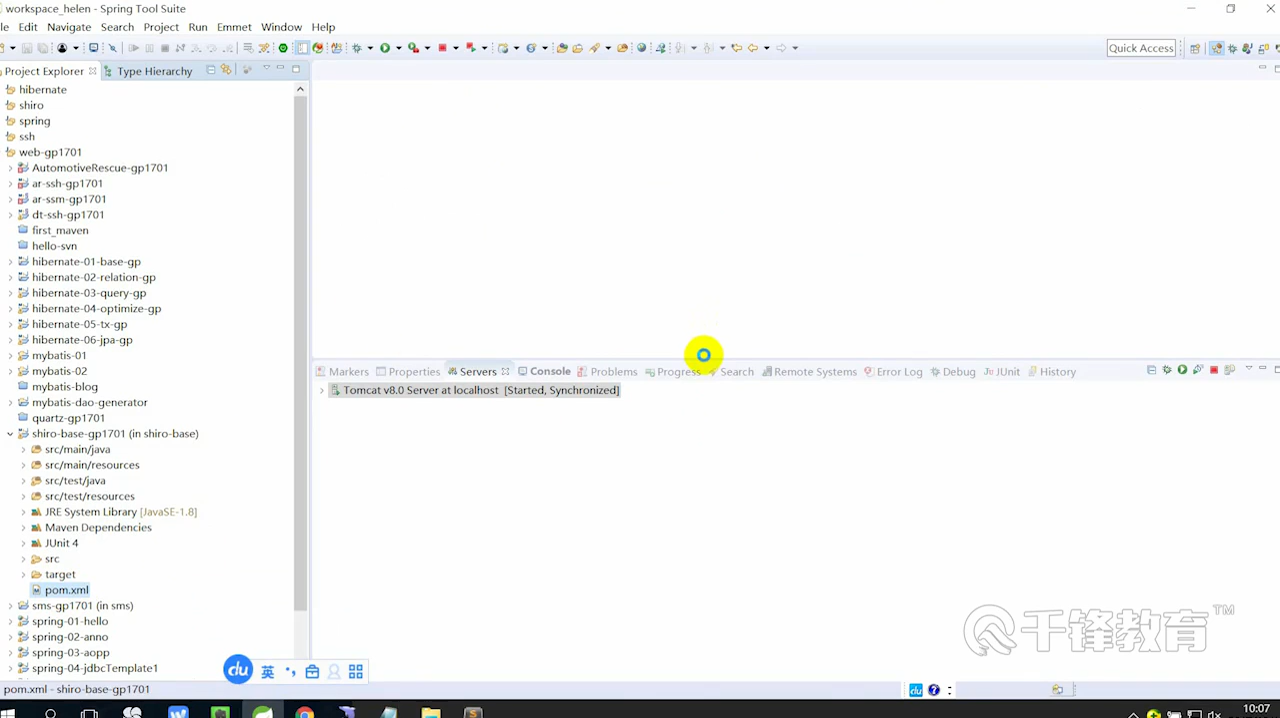 workspace_helen - Spring Tool Suite
le Edit Navigate Search Project Run Emmet Window Help
Quick Access
Project Explorer Type Hierarchy
hibernate
shiro
spring
ssh
web-gp1701
AutomotiveRescue-gp1701
ar-ssh-gp1701
ar-ssm-gp1701
dt-ssh-gp1701
first_maven
hello-svn
hibernate-01-base-gp
hibernate-02-relation-gp
hibernate-03-query-gp
hibernate-04-optimize-gp
hibernate-05-tx-gp
hibernate-06-jpa-gp
mybatis-01
mybatis-02
mybatis-blog
mybatis-dao-generator
quartz-gp1701
shiro-base-gp1701 (in shiro-base)
src/main/java
src/main/resources
src/test/java
src/test/resources
JRE System Library [JavaSE-1.8]
Maven Dependencies
JUnit 4
src
target
pom.xml
sms-gp1701 (in sms)
spring-01-hello
spring-02-anno
spring-03-aopp
spring-04-jdbcTemplate1
Markers Properties Servers Console Problems Progress Search Remote Systems Error Log Debug JUnit History
Tomcat v8.0 Server at localhost [Started, Synchronized]
千锋教育™
du 英
pom.xml - shiro-base-gp1701
du
10:07